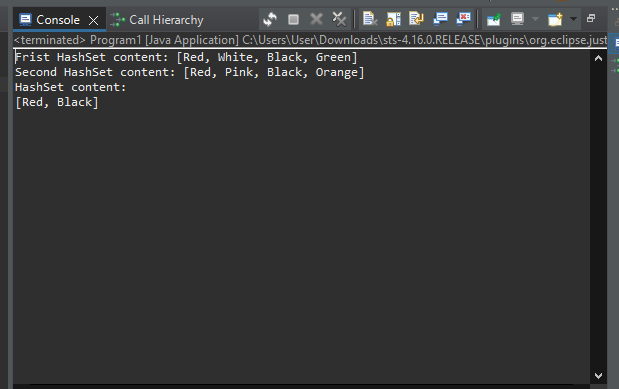 Console
Call Hierarchy
<terminated> Program1 [Java Application] C:\Users\User\Downloads\sts-4.16.0.RELEASE\plugins\org.eclipse.just
Frist HashSet content: [Red, White, Black, Green]
Second HashSet content: [Red, Pink, Black, Orange]
HashSet content:
[Red, Black]